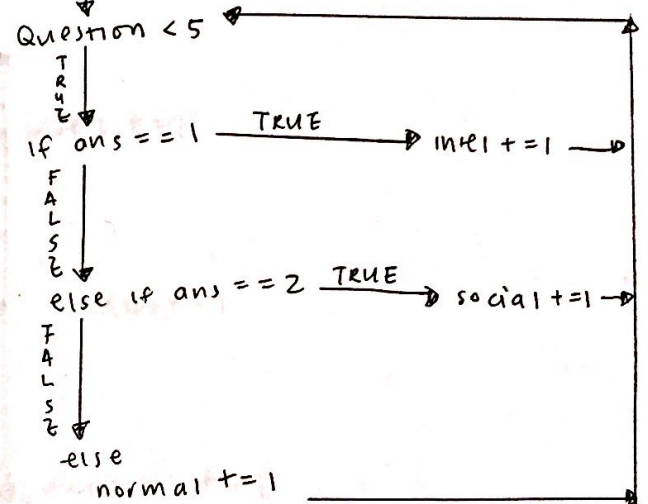 Question < 5
TRUE
if ans == 1
TRUE
intel += 1
FALSE
else if ans == 2
TRUE
social += 1
FALSE
else
normal += 1